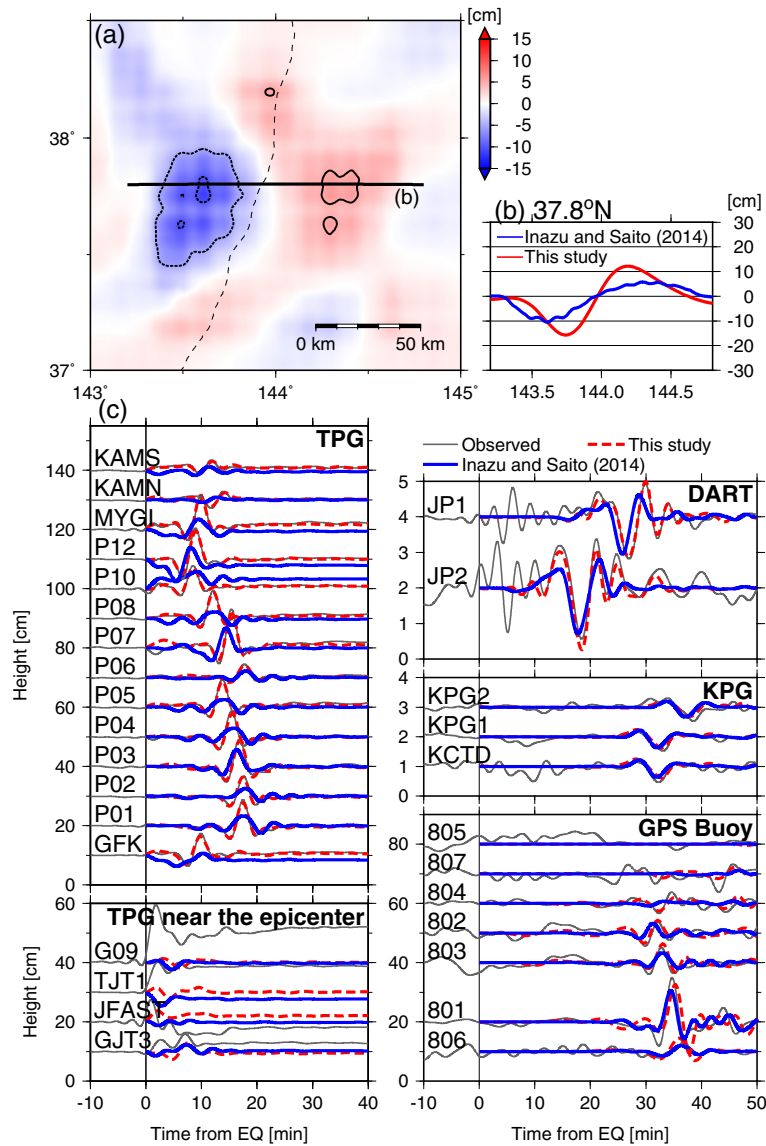 (a)
[cm]
15
10
5
0
-5
-10
-15
38°
37°
143°
144°
145°
(b)
0 km
50 km
(b) 37.8°N
[cm]
Inazu and Saito (2014)
This study
30
20
10
0
-10
-20
-30
143.5
144.0
144.5
(c)
TPG
KAMS
KAMN
MYGI
P12
P10
P08
P07
P06
P05
P04
P03
P02
P01
GFK
Height [cm]
140
120
100
80
60
40
20
0
TPG near the epicenter
G09
TJT1
JFAST
GJT3
Height [cm]
60
40
20
0
-10
0
10
20
30
40
Time from EQ [min]
Observed
This study
Inazu and Saito (2014)
DART
JP1
JP2
5
4
3
2
1
0
KPG
KPG2
KPG1
KCTD
4
3
2
1
0
GPS Buoy
805
807
804
802
803
801
806
80
60
40
20
0
-10
0
10
20
30
40
50
Time from EQ [min]